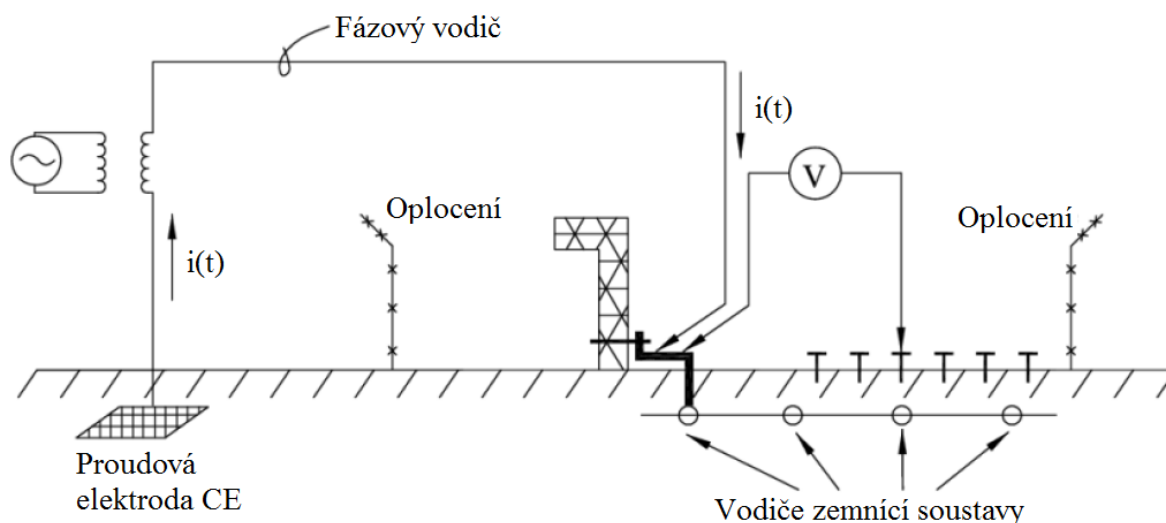 Fázový vodič
i(t)
V
Oplocení
Oplocení
i(t)
Proudová
elektroda CE
Vodiče zemnící soustavy